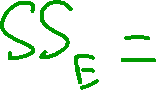 SS_E =